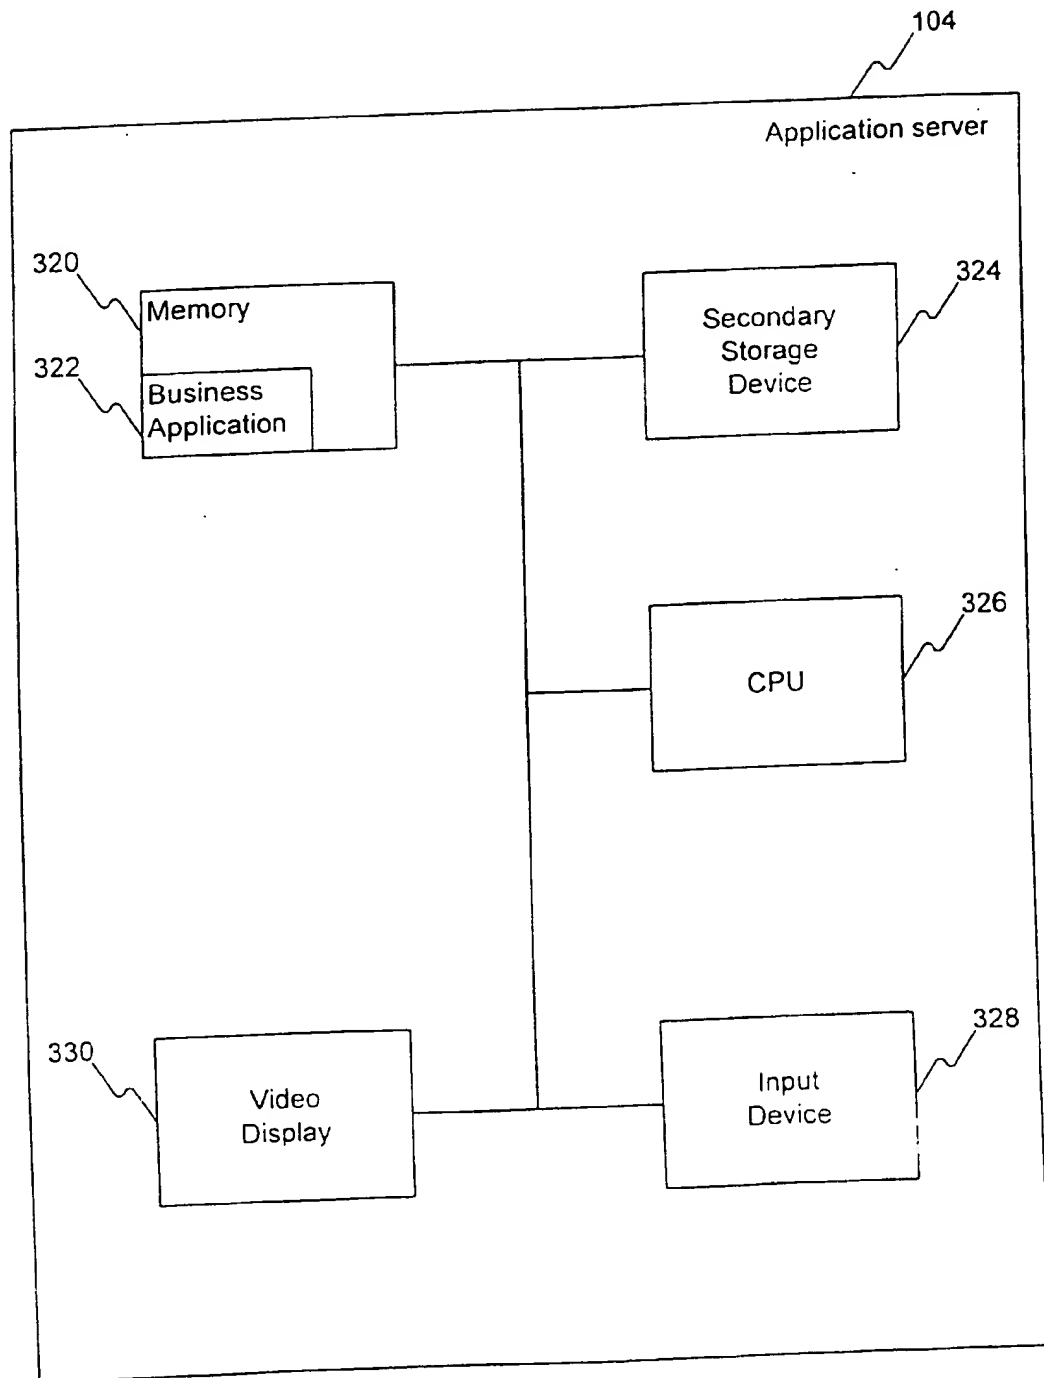 104
Application server
320
Memory
322
Business
Application
Secondary
Storage
Device
324
CPU
326
330
Video
Display
Input
Device
328